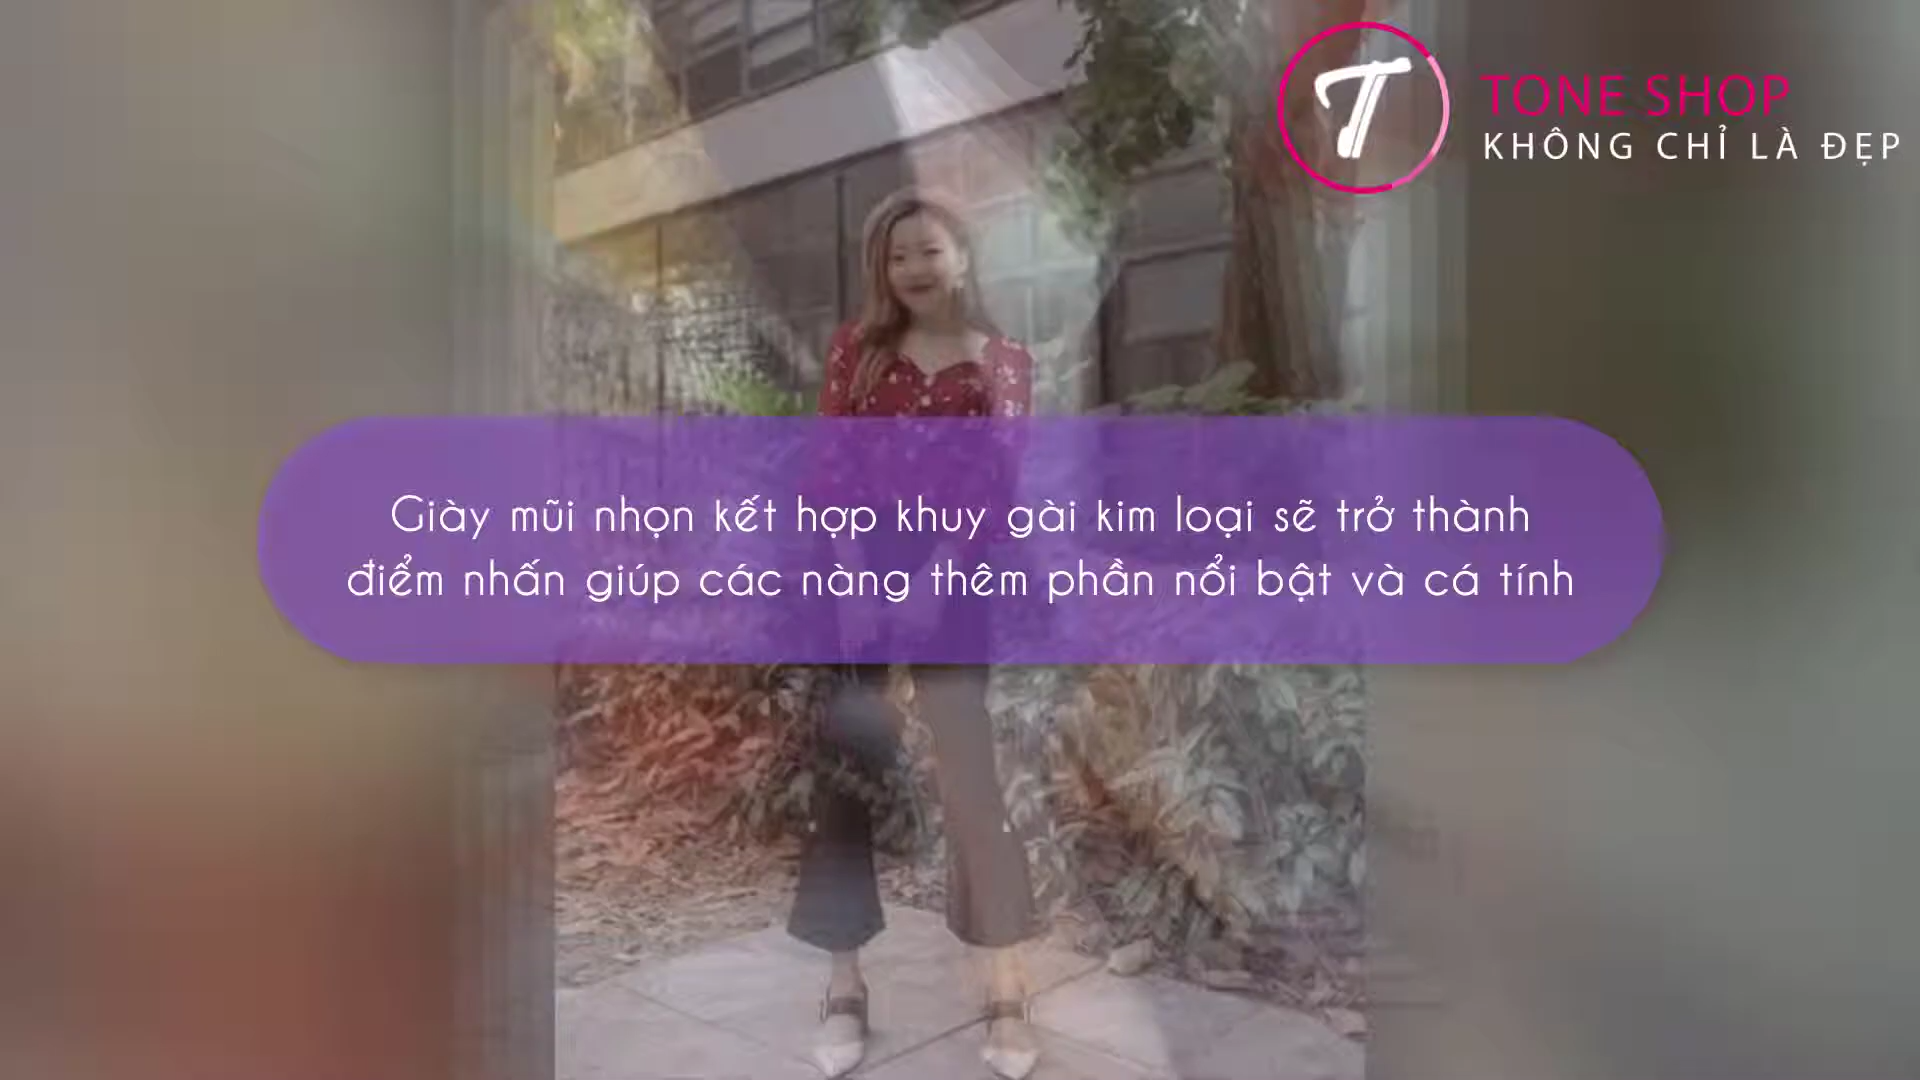 T
TONE SHOP
KHÔNG CHỈ LÀ ĐẸP
Giày mũi nhọn kết hợp khuy gài kim loại sẽ trở thành
điểm nhấn giúp các nàng thêm phần nổi bật và cá tính